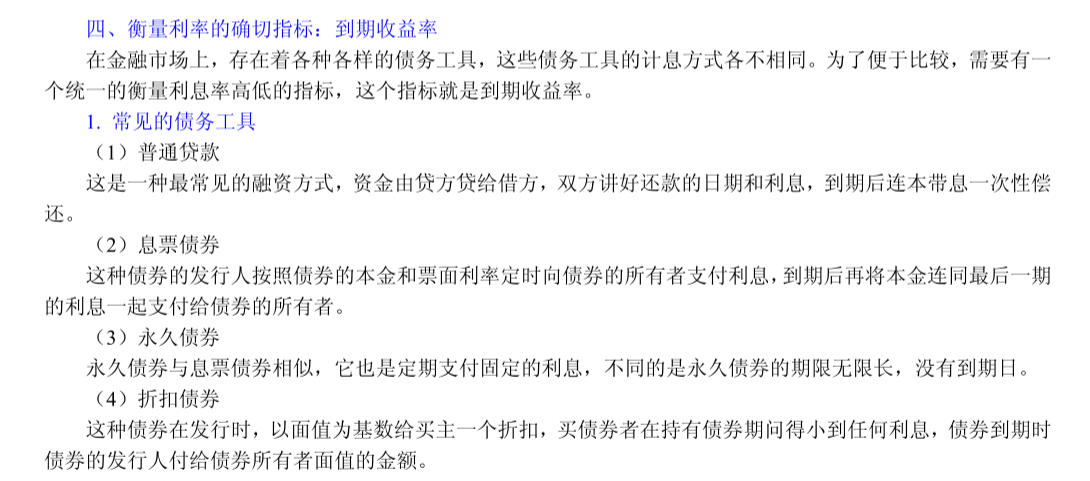 四、衡量利率的确切指标：到期收益率
在金融市场上，存在着各种各样的债务工具，这些债务工具的计息方式各不相同。为了便于比较，需要有一
个统一的衡量利息率高低的指标，这个指标就是到期收益率。
1. 常见的债务工具
（1）普通贷款
这是一种最常见的融资方式，资金由贷方贷给借方，双方讲好还款的日期和利息，到期后连本带息一次性偿
还。
（2）息票债券
这种债券的发行人按照债券的本金和票面利率定时向债券的所有者支付利息，到期后再将本金连同最后一期
的利息一起支付给债券的所有者。
（3）永久债券
永久债券与息票债券相似，它也是定期支付固定的利息，不同的是永久债券的期限无限长，没有到期日。
（4）折扣债券
这种债券在发行时，以面值为基数给买主一个折扣，买债券者在持有债券期问得小到任何利息，债券到期时
债券的发行人付给债券所有者面值的金额。